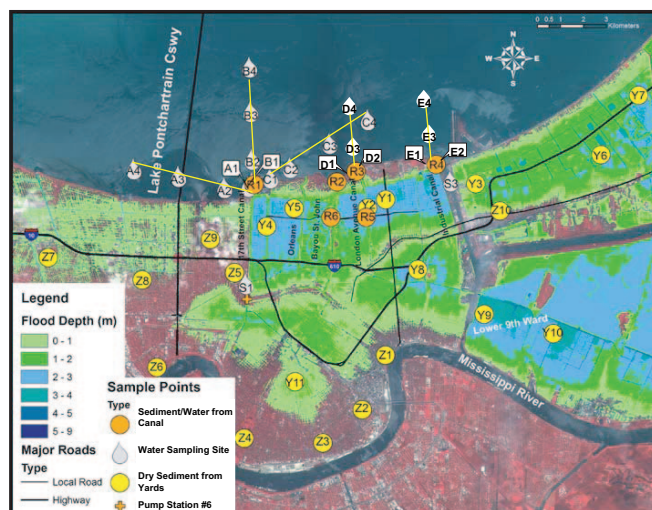 0 0.5 1 2 3
Kilometers
N
W E
S
Lake Pontchartrain Cswy
B4
B3
D4
E4
C4
Y7
C3
D3
E3
A4
A3
A2
A1
B2
B1
C2
C1
R1
D1
D2
R3
R2
E1
E2
R4
S3
Y3
Y6
17th Street Canal
Y5
Y4
Orleans
Bayou St. John
R6
London Avenue Canal
Y2
R5
Y1
Industrial Canal
Z10
10
Z7
Z9
Z8
Z5
S1
610
Y8
Y9
Lower 9th Ward
Y10
Z6
Z1
Mississippi River
Y11
Z2
Z4
Z3
Legend
Flood Depth (m)
0 - 1
1 - 2
2 - 3
3 - 4
4 - 5
5 - 9
Major Roads
Type
Local Road
Highway
Sample Points
Type
Sediment/Water from
Canal
Water Sampling Site
Dry Sediment from
Yards
Pump Station #6